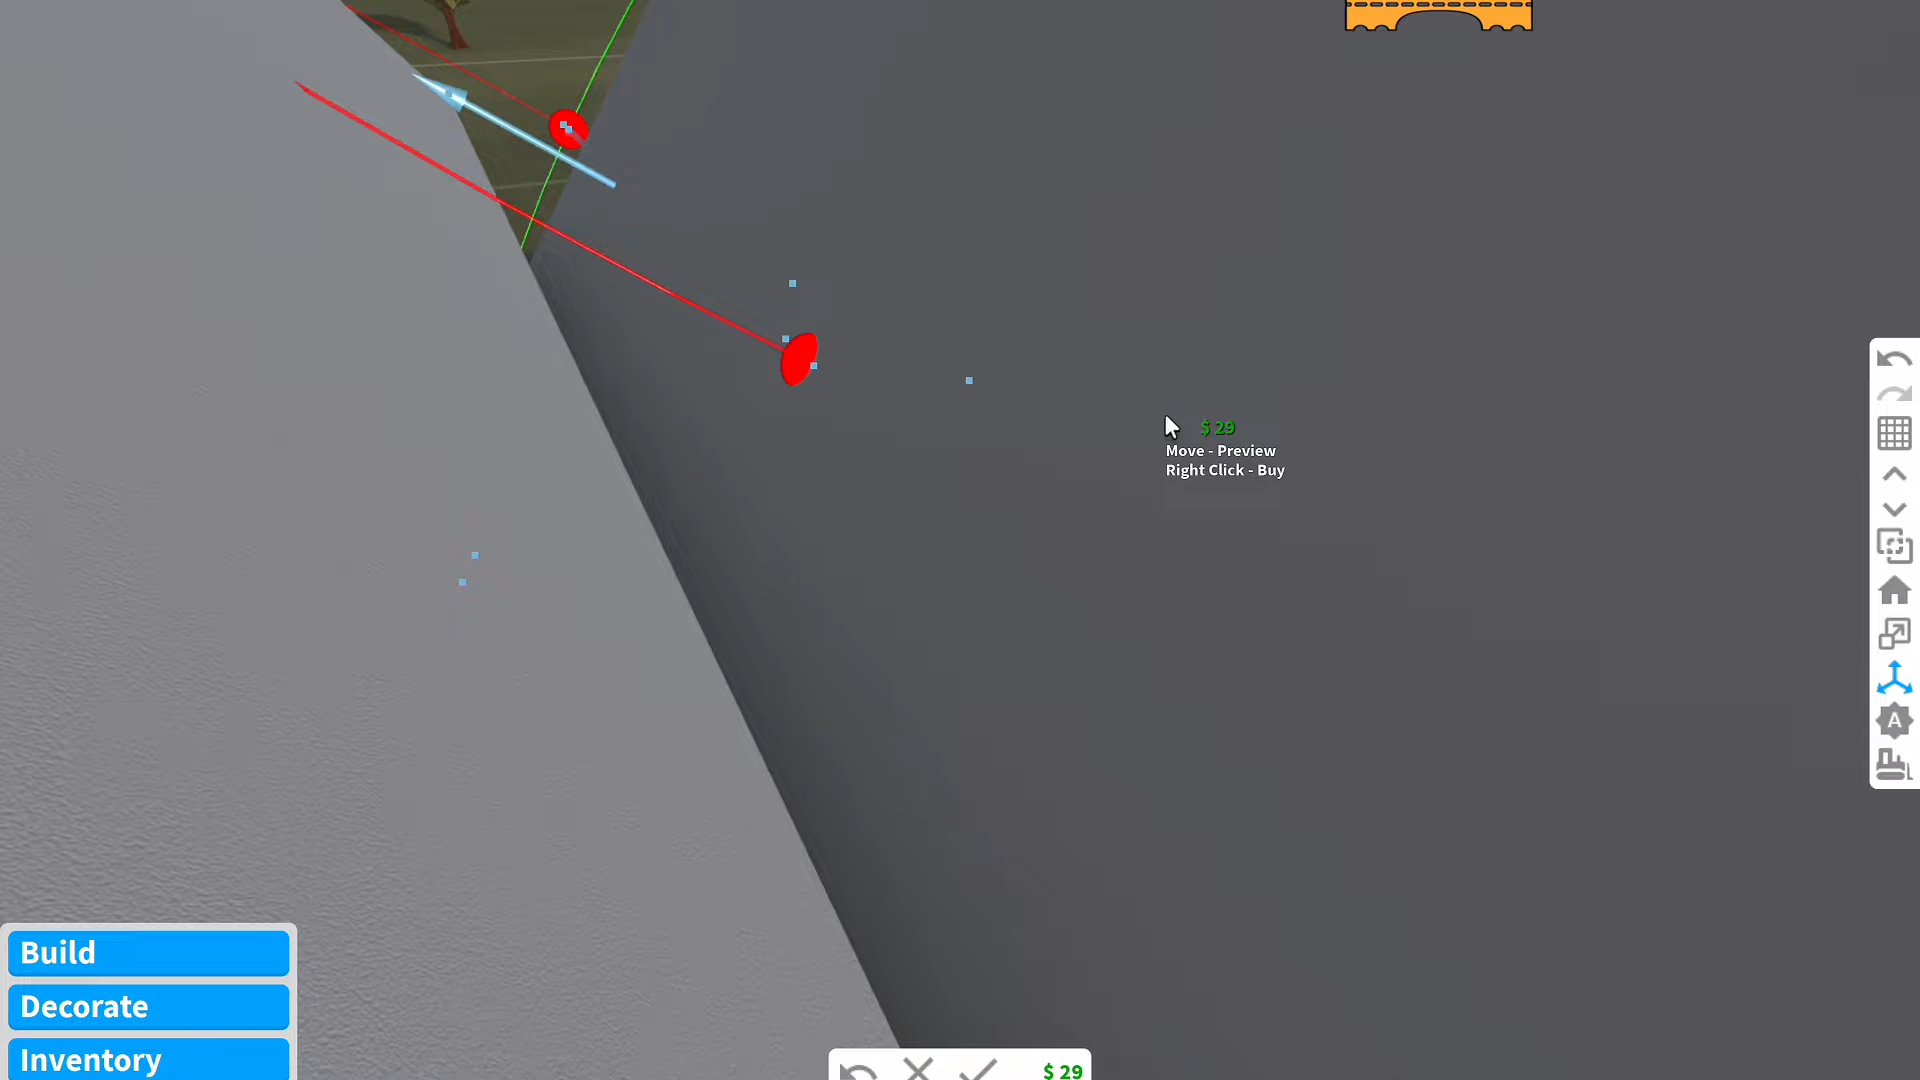 $ 29
Move - Preview
Right Click - Buy
A
Build
Decorate
Inventory
$ 29